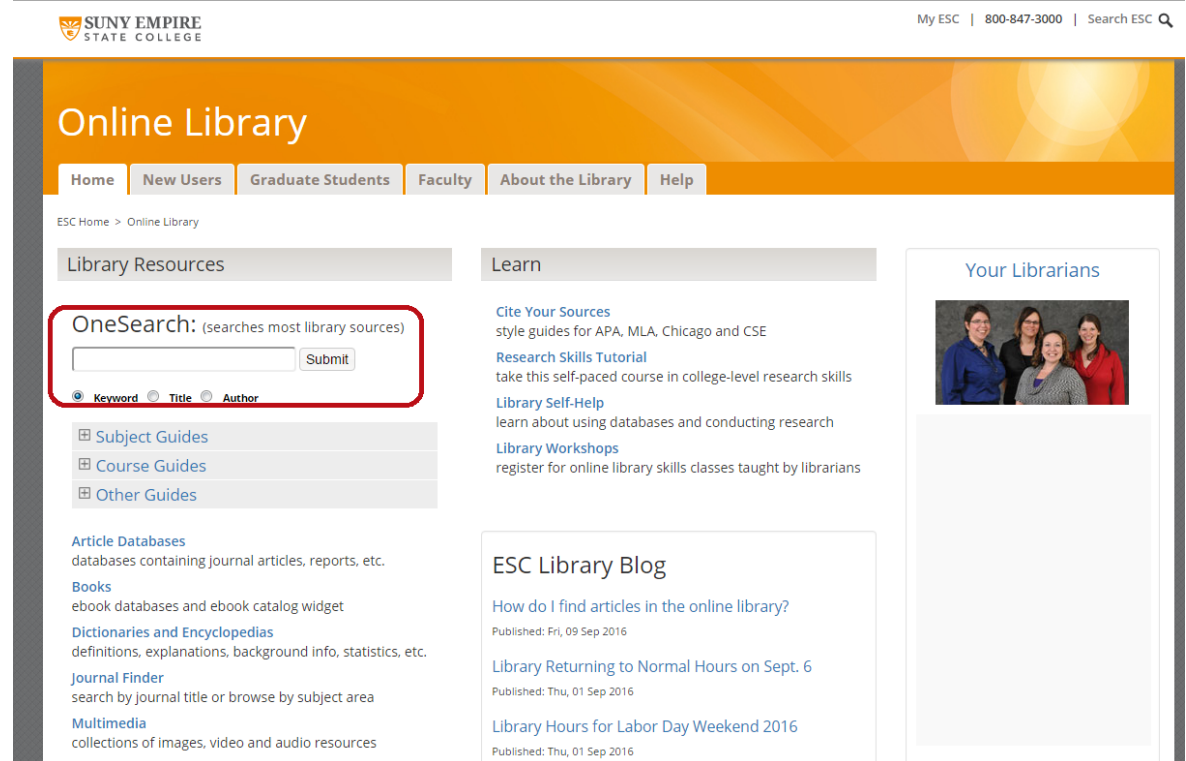 SUNY EMPIRE
STATE COLLEGE
My ESC | 800-847-3000 | Search ESC
Online Library
Home New Users Graduate Students Faculty About the Library Help
ESC Home > Online Library
Library Resources
OneSearch: (searches most library sources)
Submit
Keyword Title Author
Subject Guides
Course Guides
Other Guides
Article Databases
databases containing journal articles, reports, etc.
Books
ebook databases and ebook catalog widget
Dictionaries and Encyclopedias
definitions, explanations, background info, statistics, etc.
Journal Finder
search by journal title or browse by subject area
Multimedia
collections of images, video and audio resources
Learn
Cite Your Sources
style guides for APA, MLA, Chicago and CSE
Research Skills Tutorial
take this self-paced course in college-level research skills
Library Self-Help
learn about using databases and conducting research
Library Workshops
register for online library skills classes taught by librarians
ESC Library Blog
How do I find articles in the online library?
Published: Fri, 09 Sep 2016
Library Returning to Normal Hours on Sept. 6
Published: Thu, 01 Sep 2016
Library Hours for Labor Day Weekend 2016
Published: Thu, 01 Sep 2016
Your Librarians